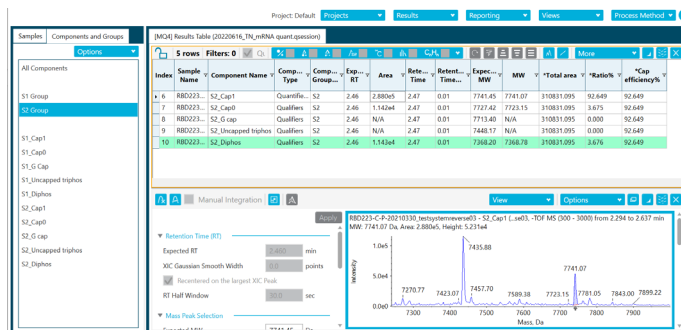 Project: Default Projects Results Reporting Views Process Method
Samples Components and Groups
Options
All Components
S1 Group
S2 Group
S1_Cap1
S1_Cap0
S1_G Cap
S1_Uncapped triphos
S1_Diphos
S2_Cap1
S2_Cap0
S2_G cap
S2_Uncapped triphos
S2_Diphos
[MQ4] Results Table (20220616_TN_mRNA quant.qsession)
5 rows Filters: 0 More
Index Sample Name Component Name Comp... Type Comp... Group... Exp... RT Area Rete... Time Retent... Time... Expec... MW MW *Total area *Ratio% *Cap efficiency%
6 RBD223... S2_Cap1 Quantifie... S2 2.46 2.880e5 2.47 0.01 7741.45 7741.07 310831.095 92.649 92.649
7 RBD223... S2_Cap0 Qualifiers S2 2.46 1.142e4 2.47 0.01 7727.42 7723.15 310831.095 3.675 92.649
8 RBD223... S2_G cap Qualifiers S2 2.46 N/A 2.47 0.01 7713.40 N/A 310831.095 0.000 92.649
9 RBD223... S2_Uncapped triphos Qualifiers S2 2.46 N/A 2.47 0.01 7448.17 N/A 310831.095 0.000 92.649
10 RBD223... S2_Diphos Qualifiers S2 2.46 1.143e4 2.47 0.01 7368.20 7368.78 310831.095 3.676 92.649
Manual Integration View Options
Apply
Retention Time (RT)
Expected RT 2.460 min
XIC Gaussian Smooth Width 0.0 points
Recentered on the largest XIC Peak
RT Half Window 30.0 sec
Mass Peak Selection
Expected MW 7741.45 Da
RBD223-C-P-20210330_testsystemreverse03 - S2_Cap1 (...se03, -TOF MS (300 - 3000) from 2.294 to 2.637 min
MW: 7741.07 Da, Area: 2.880e5, Height: 5.231e4
Intensity
1.0e5
5.0e4
0.0e0
7435.88
7741.07
7270.77 7423.07 7457.70 7589.38 7723.15 7781.05 7843.00 7899.22
7300 7400 7500 7600 7700 7800 7900
Mass, Da